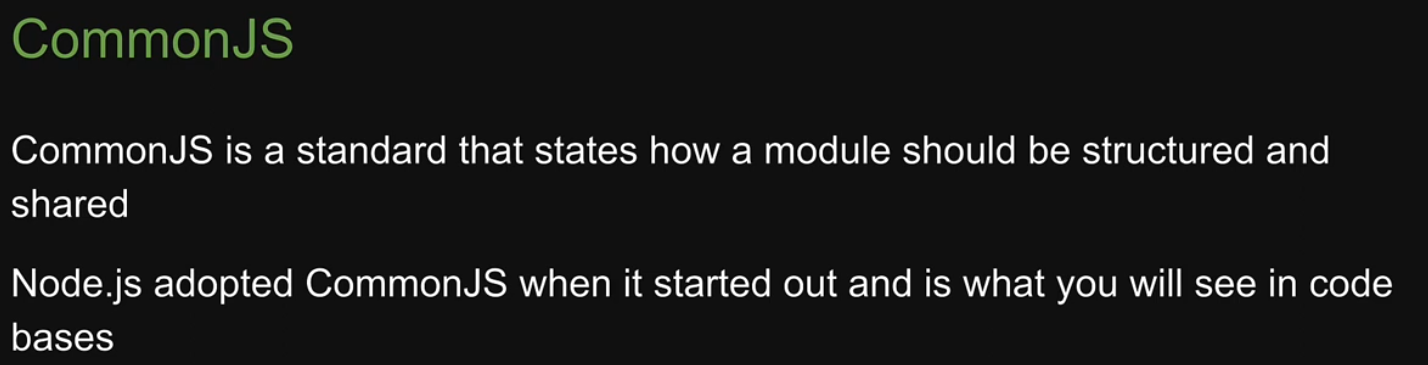 CommonJS
CommonJS is a standard that states how a module should be structured and
shared
Node.js adopted CommonJS when it started out and is what you will see in code
bases